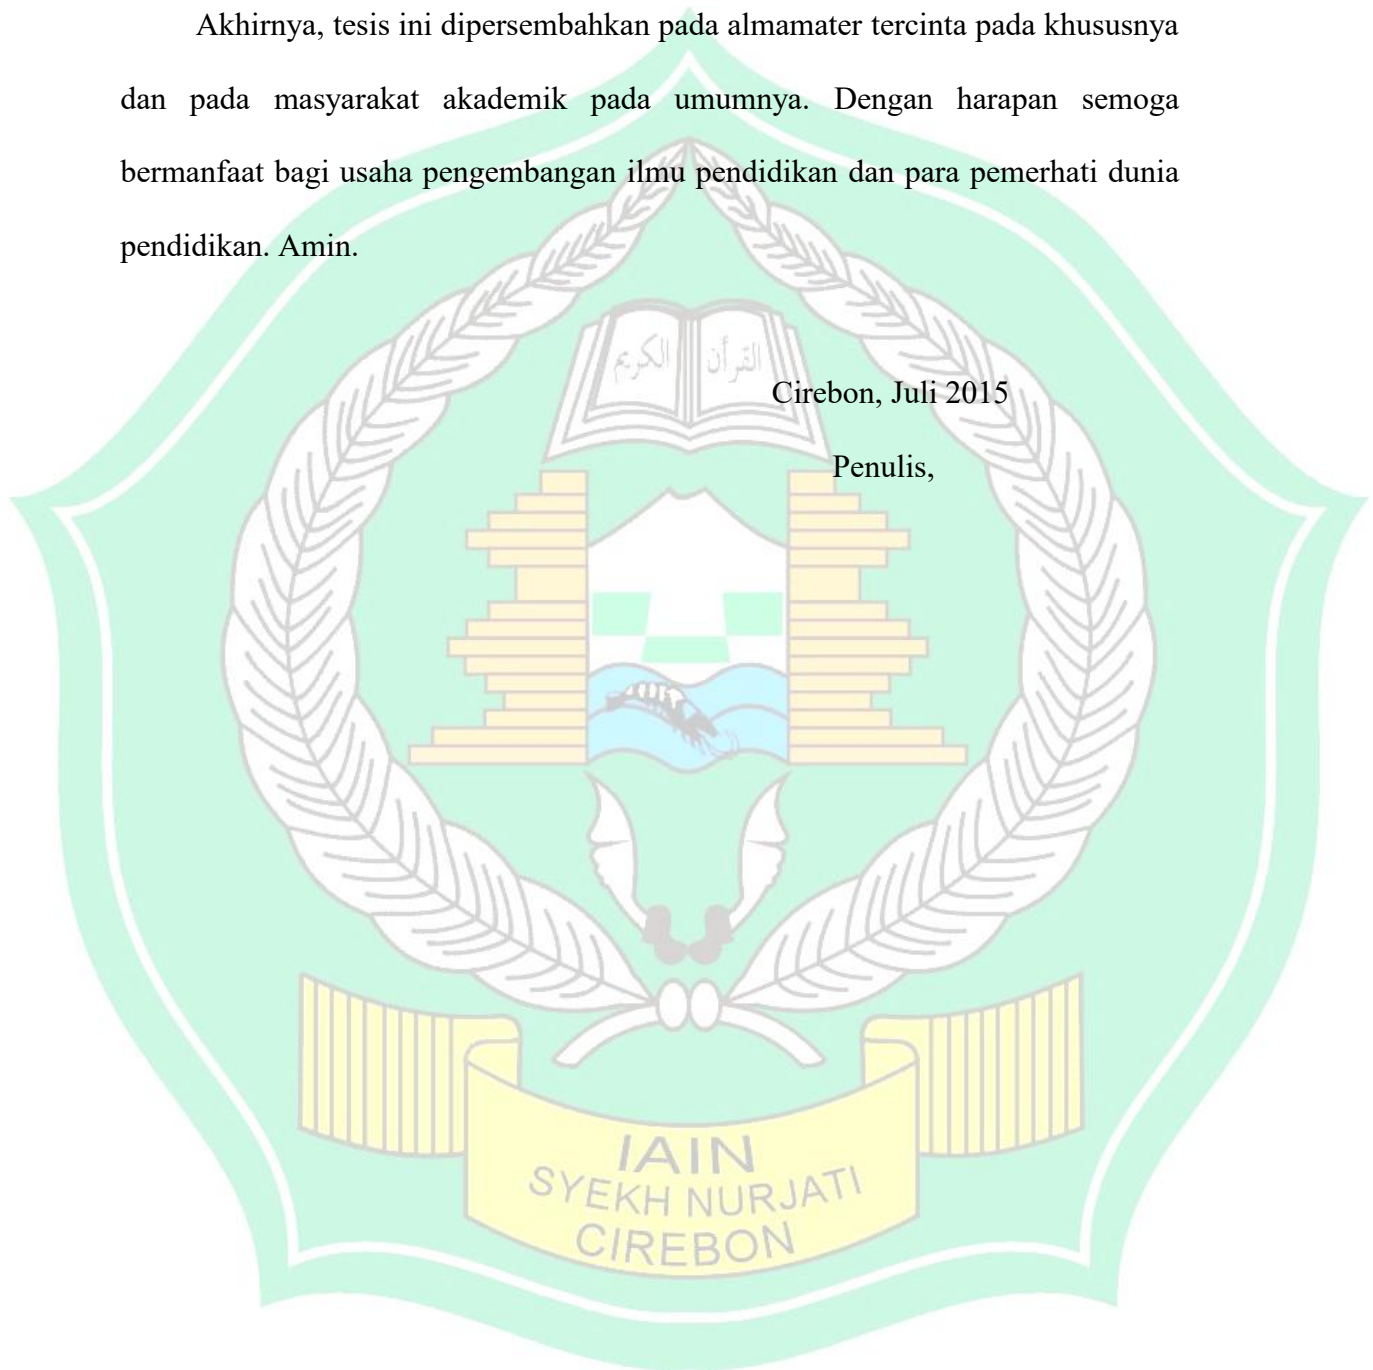 Akhirnya, tesis ini dipersembahkan pada almamater tercinta pada khususnya
dan pada masyarakat akademik pada umumnya. Dengan harapan semoga
bermanfaat bagi usaha pengembangan ilmu pendidikan dan para pemerhati dunia
pendidikan. Amin.
القرأن الكريم
Cirebon, Juli 2015
Penulis,
IAIN
SYEKH NURJATI
CIREBON